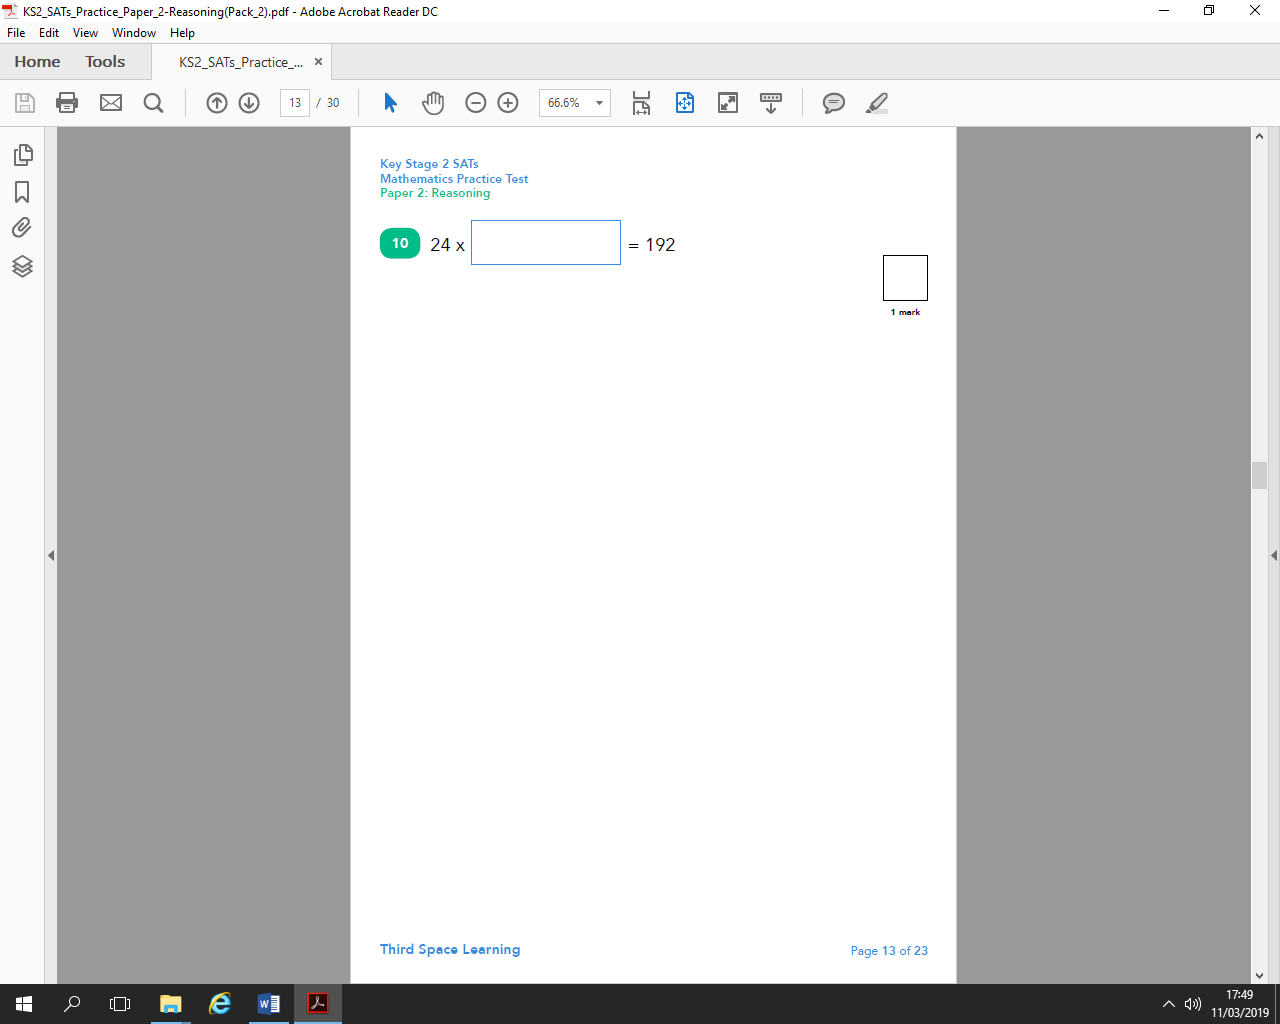 KS2_SATs_Practice_Paper_2-Reasoning(Pack_2).pdf - Adobe Acrobat Reader DC
File Edit View Window Help
Home Tools KS2_SATs_Practice_... ×
13 / 30 66.6%
Key Stage 2 SATs
Mathematics Practice Test
Paper 2: Reasoning
10 24 x = 192
1 mark
Third Space Learning Page 13 of 23
17:49
11/03/2019